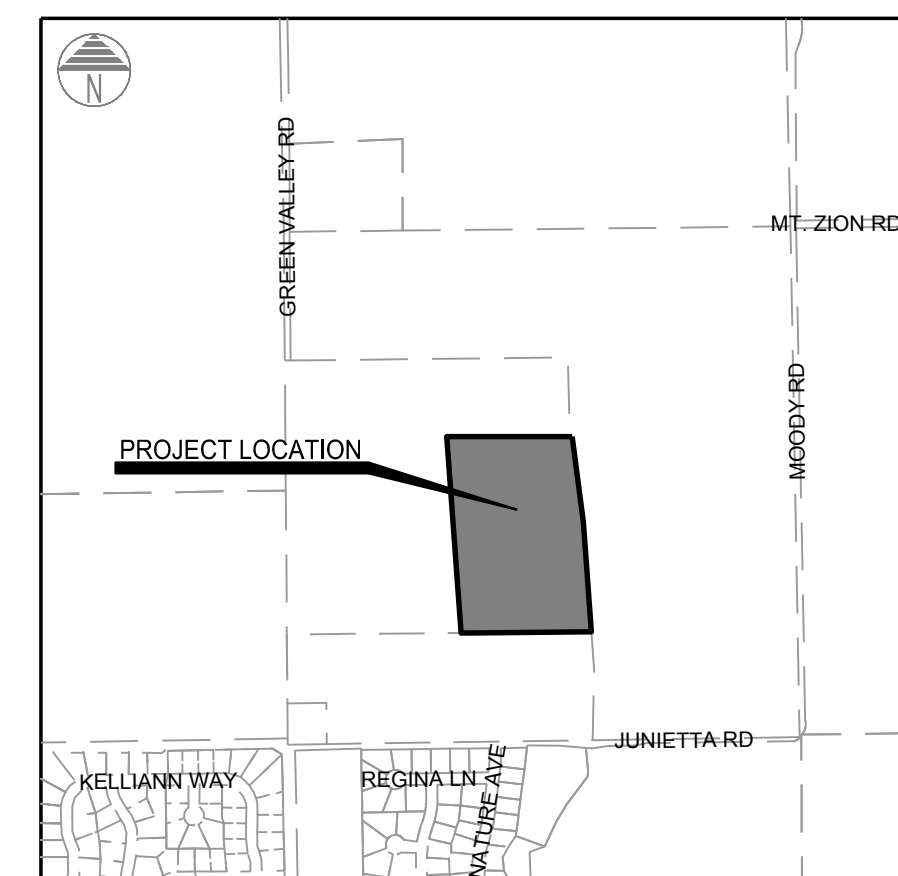 N
GREEN VALLEY RD
MT. ZION RD
MOODY RD
PROJECT LOCATION
JUNIETTA RD
KELLIANN WAY
REGINA LN
NATURE AVE